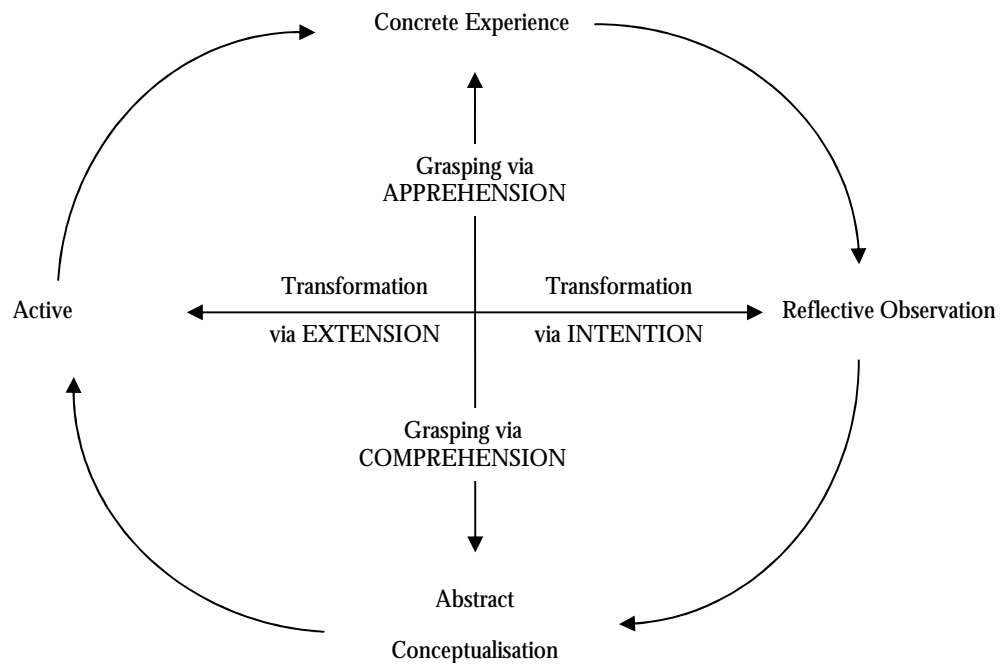 Concrete Experience
Grasping via
APPREHENSION
Transformation
via EXTENSION
Transformation
via INTENTION
Active
Reflective Observation
Grasping via
COMPREHENSION
Abstract
Conceptualisation